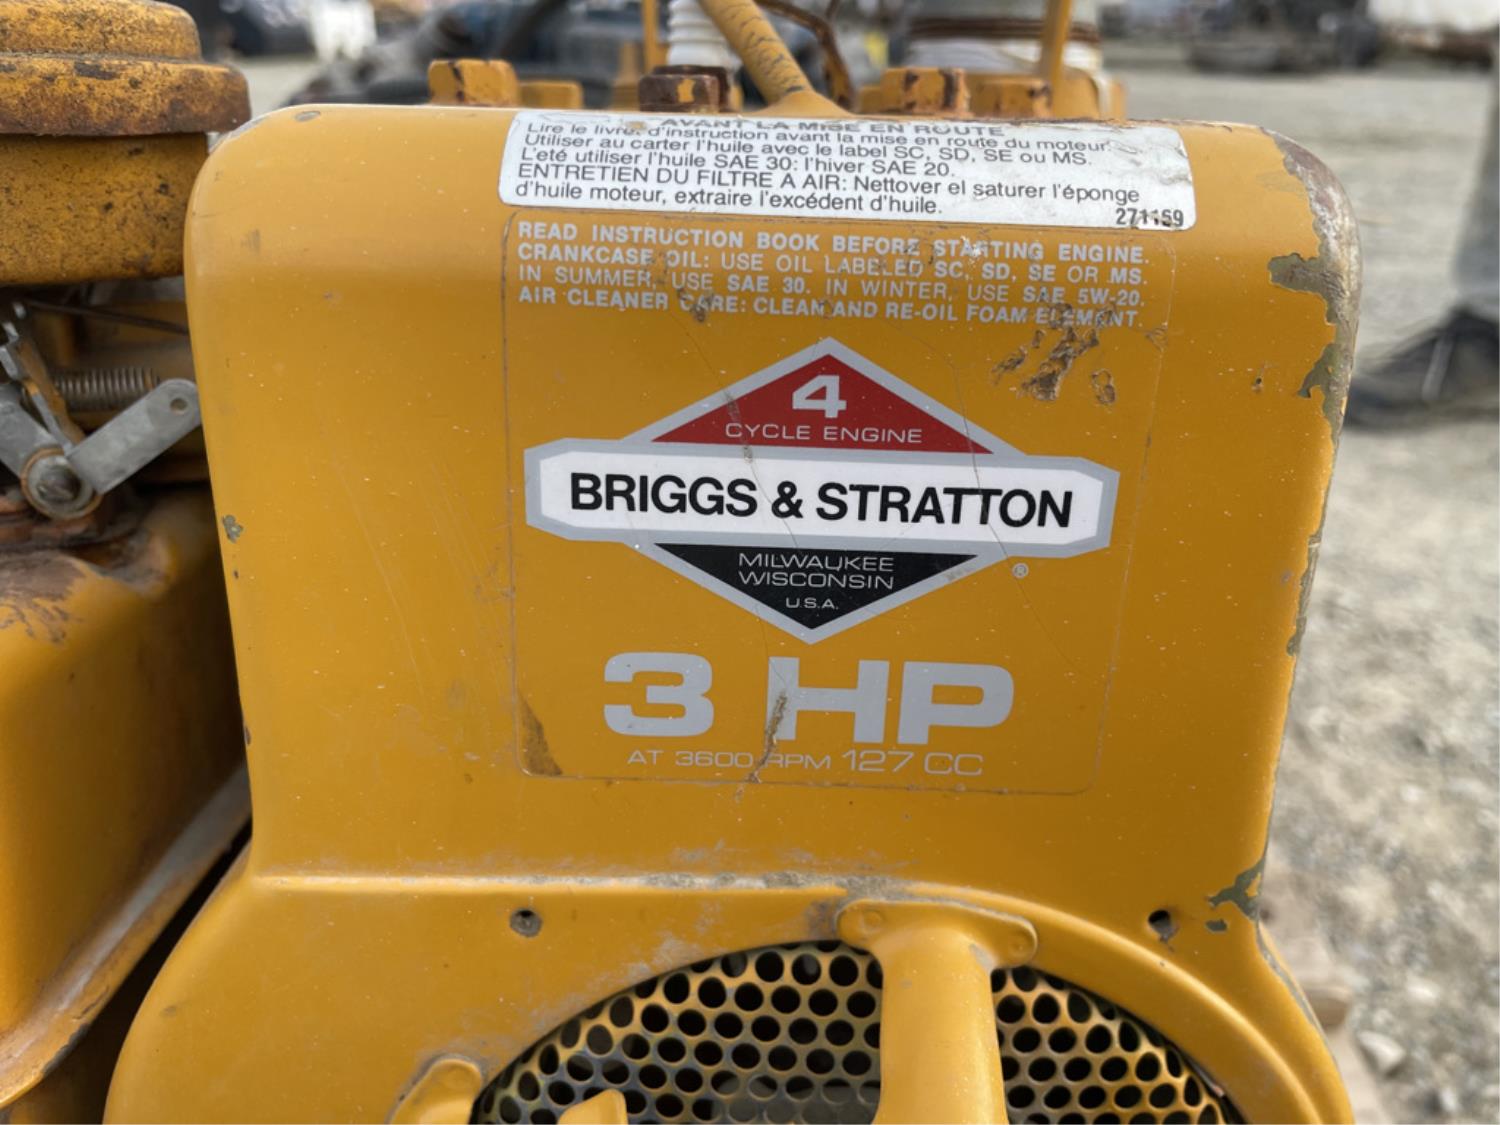 AVANT LA MISE EN ROUTE
Lire le livret d'instruction avant la mise en route du moteur.
Utiliser au carter l'huile avec le label SC, SD, SE ou MS.
L'eté utiliser l'huile SAE 30: l'hiver SAE 20.
ENTRETIEN DU FILTRE A AIR: Nettover el saturer l'éponge
d'huile moteur, extraire l'excédent d'huile.
271159
READ INSTRUCTION BOOK BEFORE STARTING ENGINE.
CRANKCASE OIL: USE OIL LABELED SC, SD, SE OR MS.
IN SUMMER, USE SAE 30. IN WINTER, USE SAE 5W-20.
AIR CLEANER CARE: CLEAN AND RE-OIL FOAM ELEMENT.
4
CYCLE ENGINE
BRIGGS & STRATTON
MILWAUKEE
WISCONSIN
U.S.A.
®
3 HP
AT 3600 RPM 127 CC